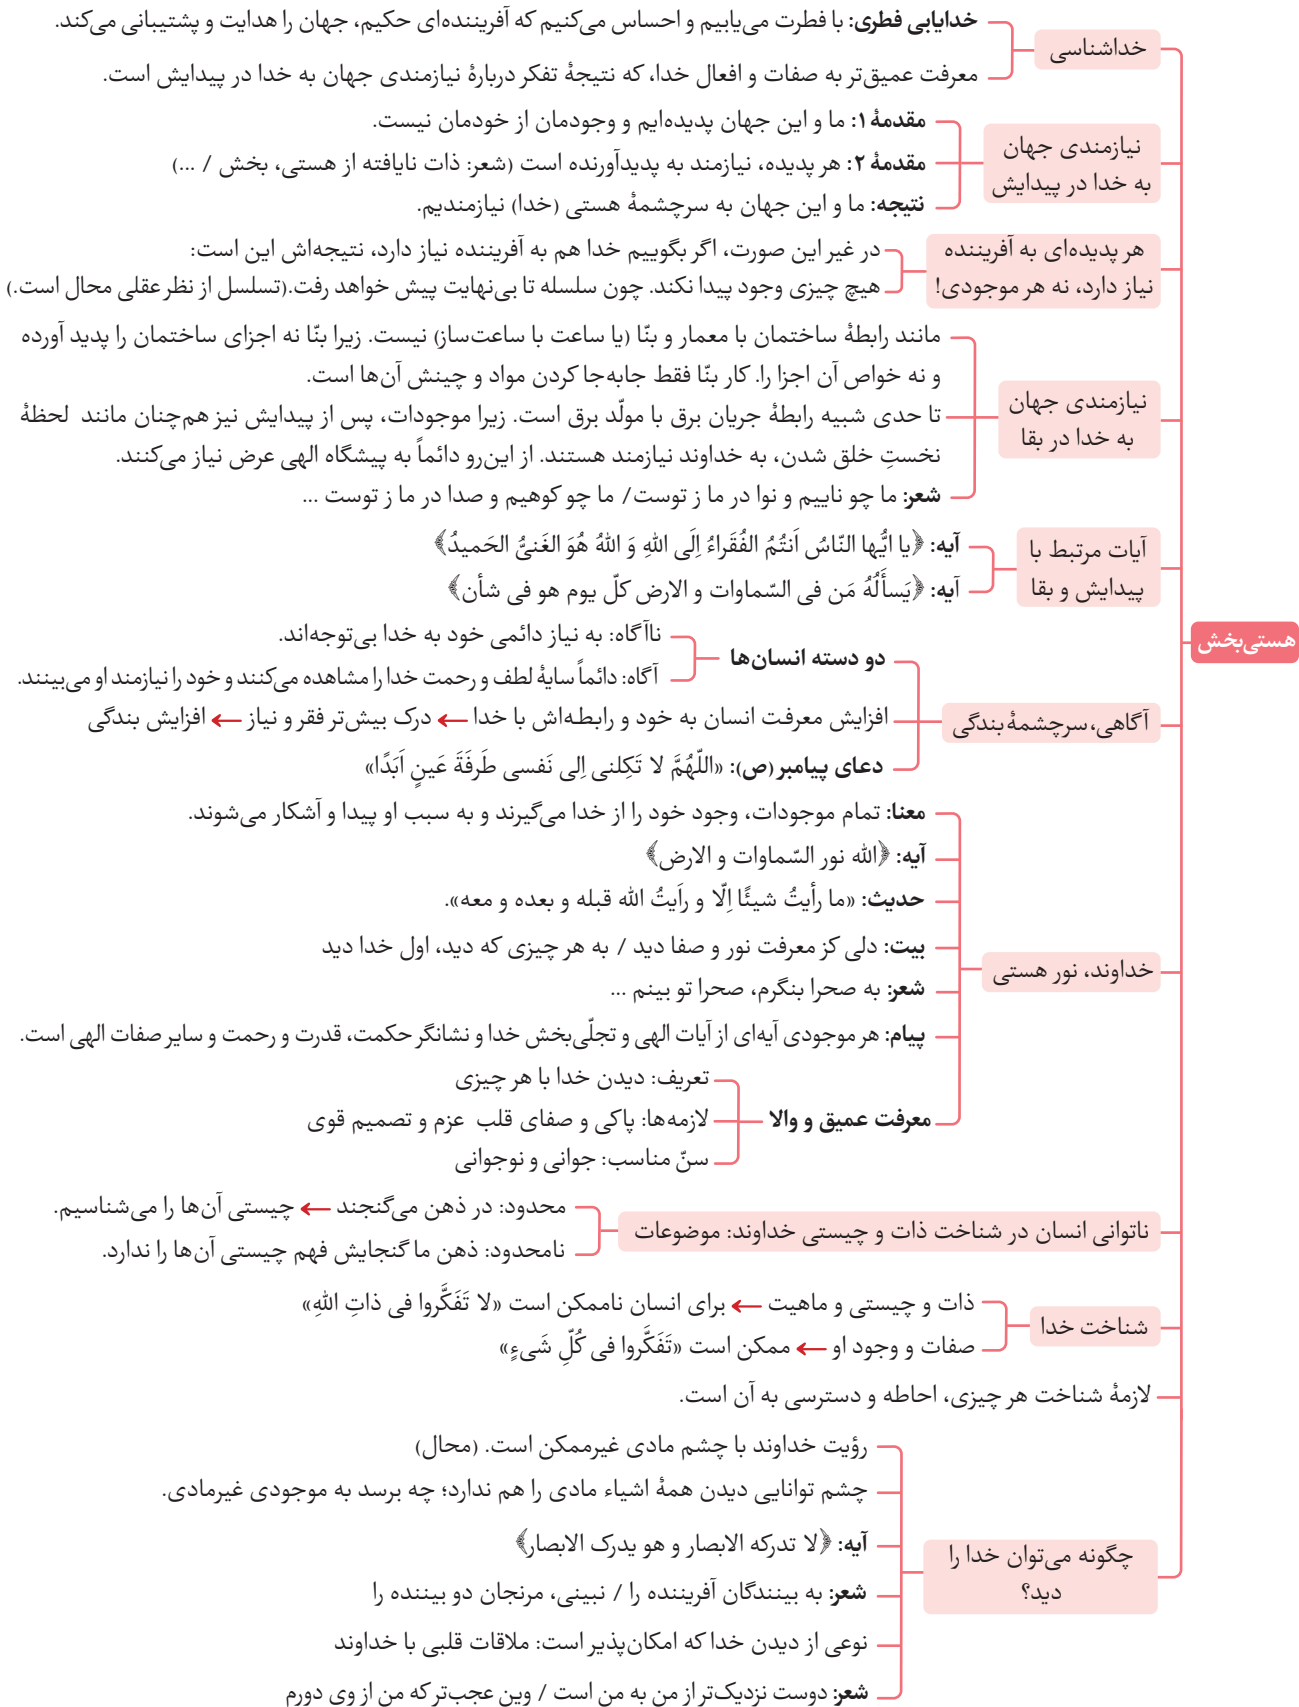 هستی‌بخش
خداشناسی
خدایابی فطری: با فطرت می‌یابیم و احساس می‌کنیم که آفریننده‌ای حکیم، جهان را هدایت و پشتیبانی می‌کند.
معرفت عمیق‌تر به صفات و افعال خدا، که نتیجهٔ تفکر دربارهٔ نیازمندی جهان به خدا در پیدایش است.
نیازمندی جهان
به خدا در پیدایش
مقدمهٔ ۱: ما و این جهان پدیده‌ایم و وجودمان از خودمان نیست.
مقدمهٔ ۲: هر پدیده، نیازمند به پدیدآورنده است (شعر: ذات نایافته از هستی، بخش / ...)
نتیجه: ما و این جهان به سرچشمهٔ هستی (خدا) نیازمندیم.
هر پدیده‌ای به آفریننده
نیاز دارد، نه هر موجودی!
در غیر این صورت، اگر بگوییم خدا هم به آفریننده نیاز دارد، نتیجه‌اش این است:
هیچ چیزی وجود پیدا نکند. چون سلسله تا بی‌نهایت پیش خواهد رفت.(تسلسل از نظر عقلی محال است.)
نیازمندی جهان
به خدا در بقا
مانند رابطهٔ ساختمان با معمار و بنّا (یا ساعت با ساعت‌ساز) نیست. زیرا بنّا نه اجزای ساختمان را پدید آورده
و نه خواص آن اجزا را. کار بنّا فقط جابه‌جا کردن مواد و چینش آن‌ها است.
تا حدی شبیه رابطهٔ جریان برق با مولّد برق است. زیرا موجودات، پس از پیدایش نیز هم‌چنان مانند لحظهٔ
نخستِ خلق شدن، به خداوند نیازمند هستند. از این‌رو دائماً به پیشگاه الهی عرض نیاز می‌کنند.
شعر: ما چو ناییم و نوا در ما ز توست/ ما چو کوهیم و صدا در ما ز توست ...
آیات مرتبط با
پیدایش و بقا
آیه: ﴿یا ایُّها النّاسُ اَنتُمُ الفُقَراءُ اِلَی اللهِ وَ اللهُ هُوَ الغَنیُّ الحَمیدُ﴾
آیه: ﴿یَسأَلُهُ مَن فی السّماوات و الارض کلّ یوم هو فی شأن﴾
آگاهی،سرچشمهٔ بندگی
دو دسته انسان‌ها
ناآگاه: به نیاز دائمی خود به خدا بی‌توجه‌اند.
آگاه: دائماً سایهٔ لطف و رحمت خدا را مشاهده می‌کنند و خود را نیازمند او می‌بینند.
افزایش معرفت انسان به خود و رابطه‌اش با خدا ← درک بیش‌تر فقر و نیاز ← افزایش بندگی
دعای پیامبر(ص): «اللّهُمَّ لا تَکِلنی اِلی نَفسی طَرفَةَ عَینٍ اَبَدًا»
خداوند، نور هستی
معنا: تمام موجودات، وجود خود را از خدا می‌گیرند و به سبب او پیدا و آشکار می‌شوند.
آیه: ﴿الله نور السّماوات و الارض﴾
حدیث: «ما رأیتُ شیئًا اِلّا و رَاَیتُ الله قبله و بعده و معه».
بیت: دلی کز معرفت نور و صفا دید / به هر چیزی که دید، اول خدا دید
شعر: به صحرا بنگرم، صحرا تو بینم ...
پیام: هر موجودی آیه‌ای از آیات الهی و تجلّی‌بخش خدا و نشانگر حکمت، قدرت و رحمت و سایر صفات الهی است.
معرفت عمیق و والا
تعریف: دیدن خدا با هر چیزی
لازمه‌ها: پاکی و صفای قلب عزم و تصمیم قوی
سنّ مناسب: جوانی و نوجوانی
ناتوانی انسان در شناخت ذات و چیستی خداوند: موضوعات
محدود: در ذهن می‌گنجند ← چیستی آن‌ها را می‌شناسیم.
نامحدود: ذهن ما گنجایش فهم چیستی آن‌ها را ندارد.
شناخت خدا
ذات و چیستی و ماهیت ← برای انسان ناممکن است «لا تَفَکَّروا فی ذاتِ اللهِ»
صفات و وجود او ← ممکن است «تَفَکَّروا فی کُلِّ شَیءٍ»
لازمهٔ شناخت هر چیزی، احاطه و دسترسی به آن است.
چگونه می‌توان خدا را
دید؟
رؤیت خداوند با چشم مادی غیرممکن است. (محال)
چشم توانایی دیدن همهٔ اشیاء مادی را هم ندارد؛ چه برسد به موجودی غیرمادی.
آیه: ﴿لا تدرکه الابصار و هو یدرک الابصار﴾
شعر: به بینندگان آفریننده را / نبینی، مرنجان دو بیننده را
نوعی از دیدن خدا که امکان‌پذیر است: ملاقات قلبی با خداوند
شعر: دوست نزدیک‌تر از من به من است / وین عجب‌تر که من از وی دورم